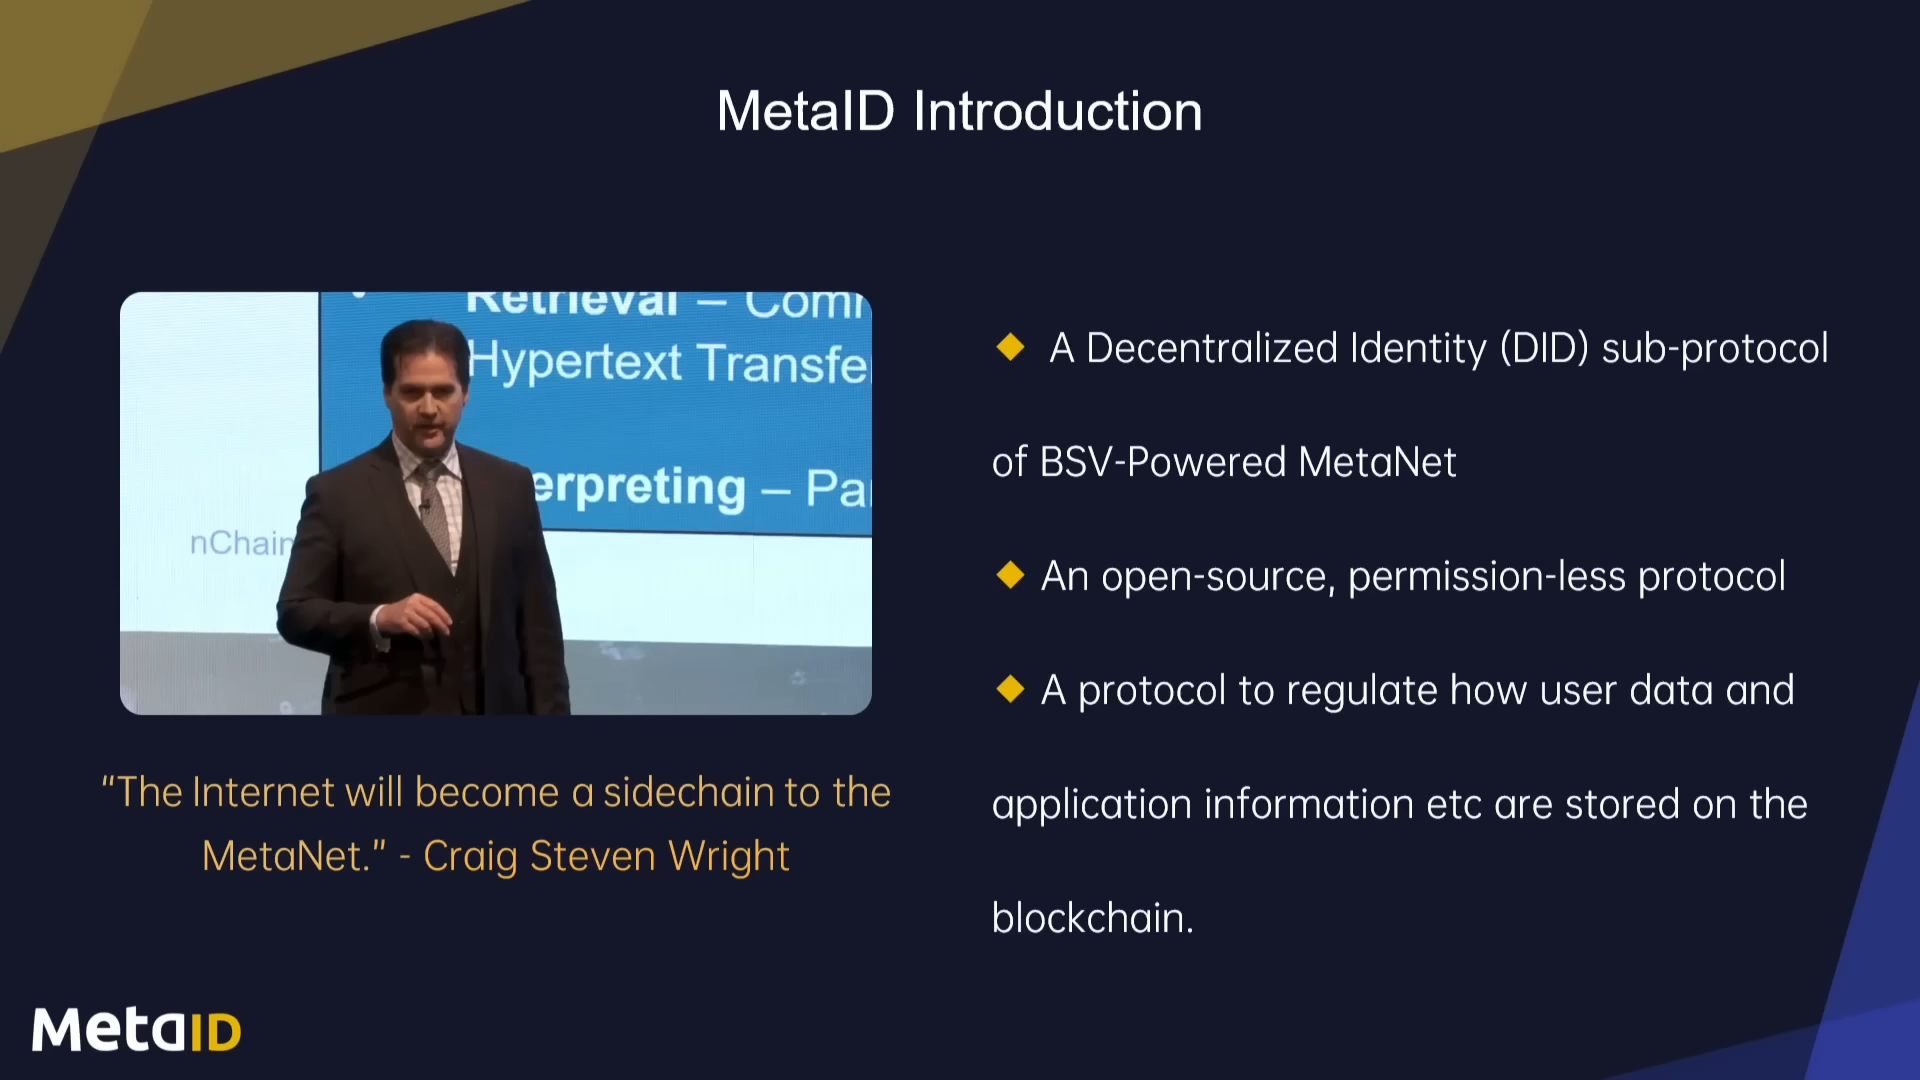 MetaID Introduction
Retrieval – Com
Hypertext Transfe
erpreting – Pa
nChain
“The Internet will become a sidechain to the
MetaNet.” - Craig Steven Wright
◆ A Decentralized Identity (DID) sub-protocol
of BSV-Powered MetaNet
◆ An open-source, permission-less protocol
◆ A protocol to regulate how user data and
application information etc are stored on the
blockchain.
MetaID